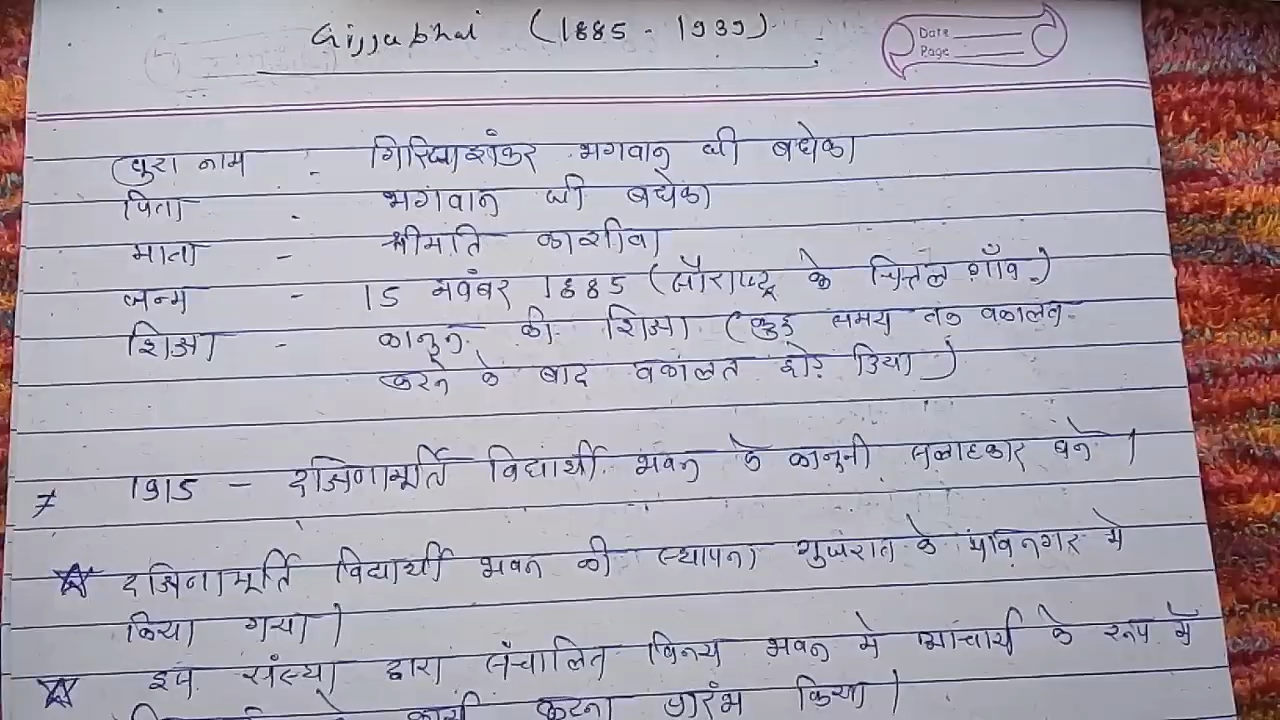 Gijjubhai (1885 - 1939)
Date
Page
पुरा नाम - गिरिजाशंकर भगवान जी बधेका
पिता - भगवान जी बधेका
माता - श्रीमति काशीवा
जन्म - 15 नवंबर 1885 (सौराष्ट्र के चित्तल गाँव)
शिक्षा - कानून की शिक्षा (कुछ समय तक वकालत
करने के बाद वकालत छोड़ दिया)
1915 - दक्षिणामूर्ति विद्यार्थी भवन के कानूनी सलाहकार बने।
☆ दक्षिनामूर्ति विद्यार्थी भवन की स्थापना गुजरात के भावनगर मे
किया गया।
☆ इस संस्था द्वारा संचालित विनय भवन मे आचार्य के रूप में
कार्य करना प्रारंभ किया।